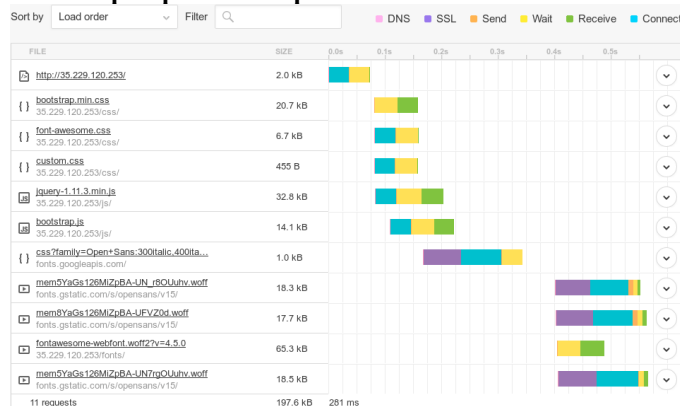 Sort by Load order Filter DNS SSL Send Wait Receive Connect
FILE SIZE 0.0s 0.1s 0.2s 0.3s 0.4s 0.5s
http://35.229.120.253/ 2.0 kB
{ } bootstrap.min.css 20.7 kB
35.229.120.253/css/
{ } font-awesome.css 6.7 kB
35.229.120.253/css/
{ } custom.css 455 B
35.229.120.253/css/
JS jquery-1.11.3.min.js 32.8 kB
35.229.120.253/js/
JS bootstrap.js 14.1 kB
35.229.120.253/js/
{ } css?family=Open+Sans:300italic,400ita... 1.0 kB
fonts.googleapis.com/
mem5YaGs126MiZpBA-UN_r8OUuhv.woff 18.3 kB
fonts.gstatic.com/s/opensans/v15/
mem8YaGs126MiZpBA-UFVZ0d.woff 17.7 kB
fonts.gstatic.com/s/opensans/v15/
fontawesome-webfont.woff2?v=4.5.0 65.3 kB
35.229.120.253/fonts/
mem5YaGs126MiZpBA-UN7rgOUuhv.woff 18.5 kB
fonts.gstatic.com/s/opensans/v15/
11 requests 197.6 kB 281 ms